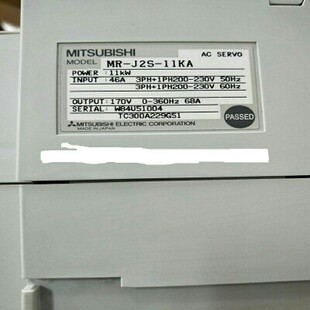 MITSUBISHI AC SERVO
MODEL MR-J2S-11KA
POWER : 11kW
INPUT : 46A 3PH+1PH200-230V 50Hz
3PH+1PH200-230V 60Hz
OUTPUT: 170V 0-360Hz 68A
SERIAL: W84U51004
TC300A229G51
PASSED
MITSUBISHI ELECTRIC CORPORATION
MADE IN JAPAN